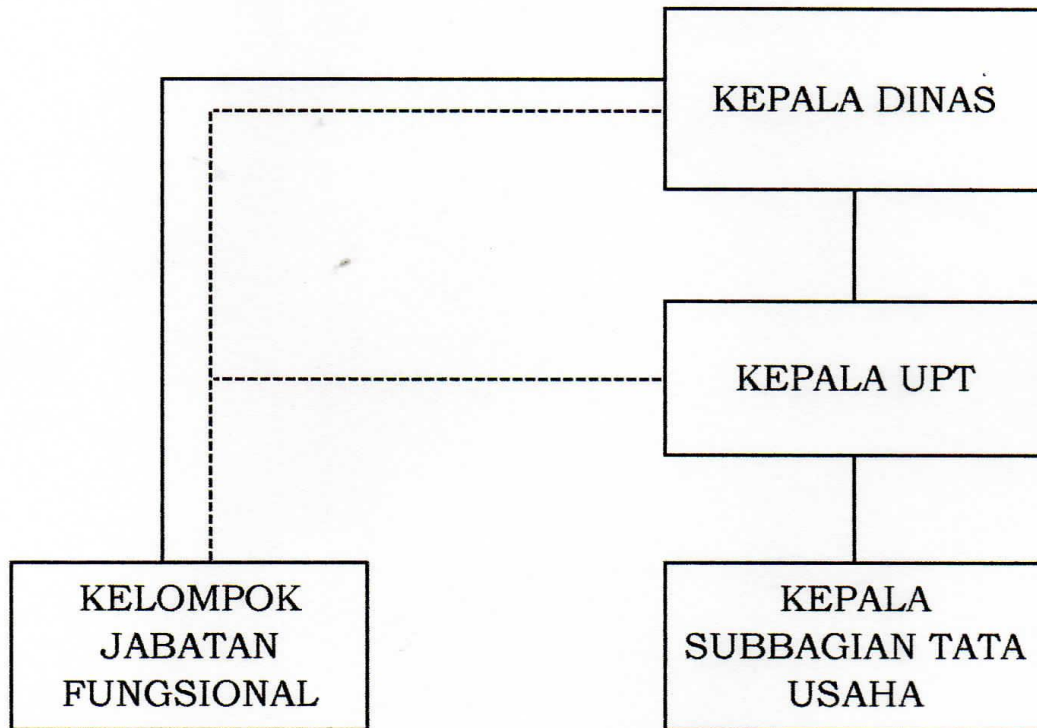 KEPALA DINAS
KEPALA UPT
KELOMPOK
JABATAN
FUNGSIONAL
KEPALA
SUBBAGIAN TATA
USAHA